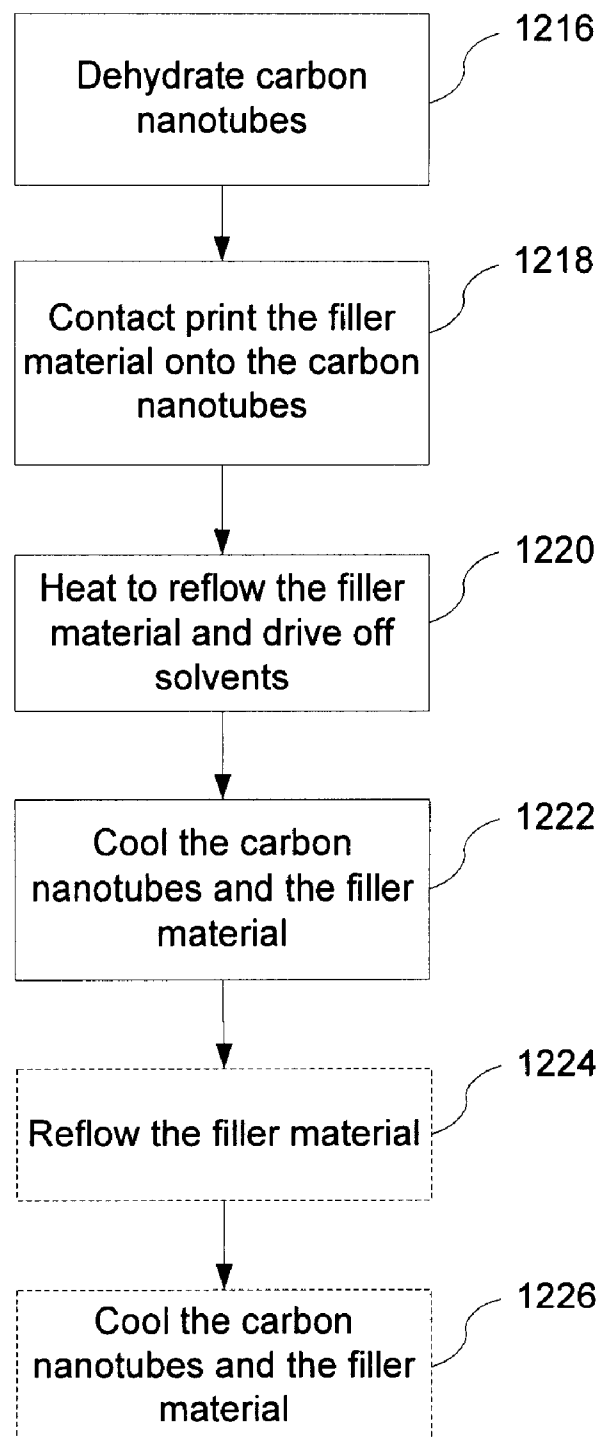 1216
Dehydrate carbon
nanotubes
1218
Contact print the filler
material onto the carbon
nanotubes
1220
Heat to reflow the filler
material and drive off
solvents
1222
Cool the carbon
nanotubes and the filler
material
1224
Reflow the filler material
1226
Cool the carbon
nanotubes and the filler
material